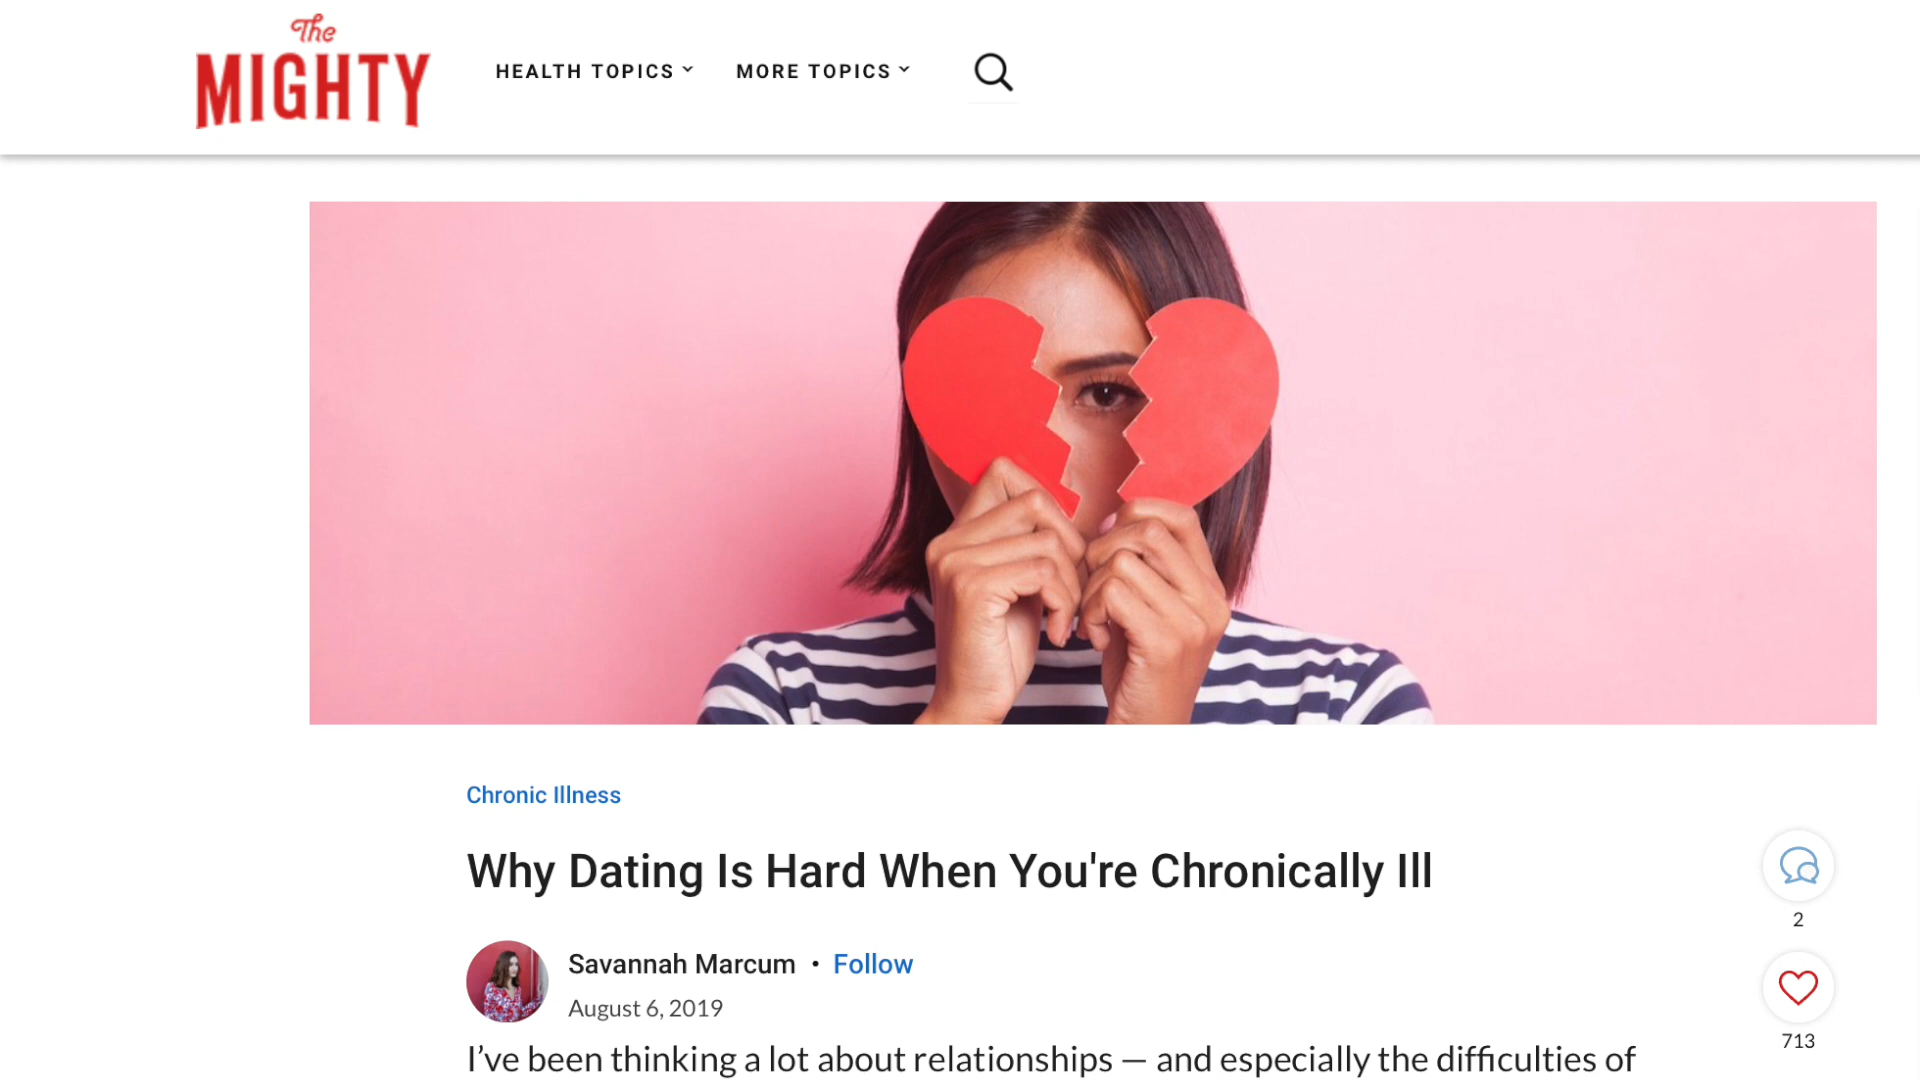 The
MIGHTY
HEALTH TOPICS
MORE TOPICS
Chronic Illness
Why Dating Is Hard When You're Chronically Ill
Savannah Marcum • Follow
August 6, 2019
I’ve been thinking a lot about relationships — and especially the difficulties of
2
713